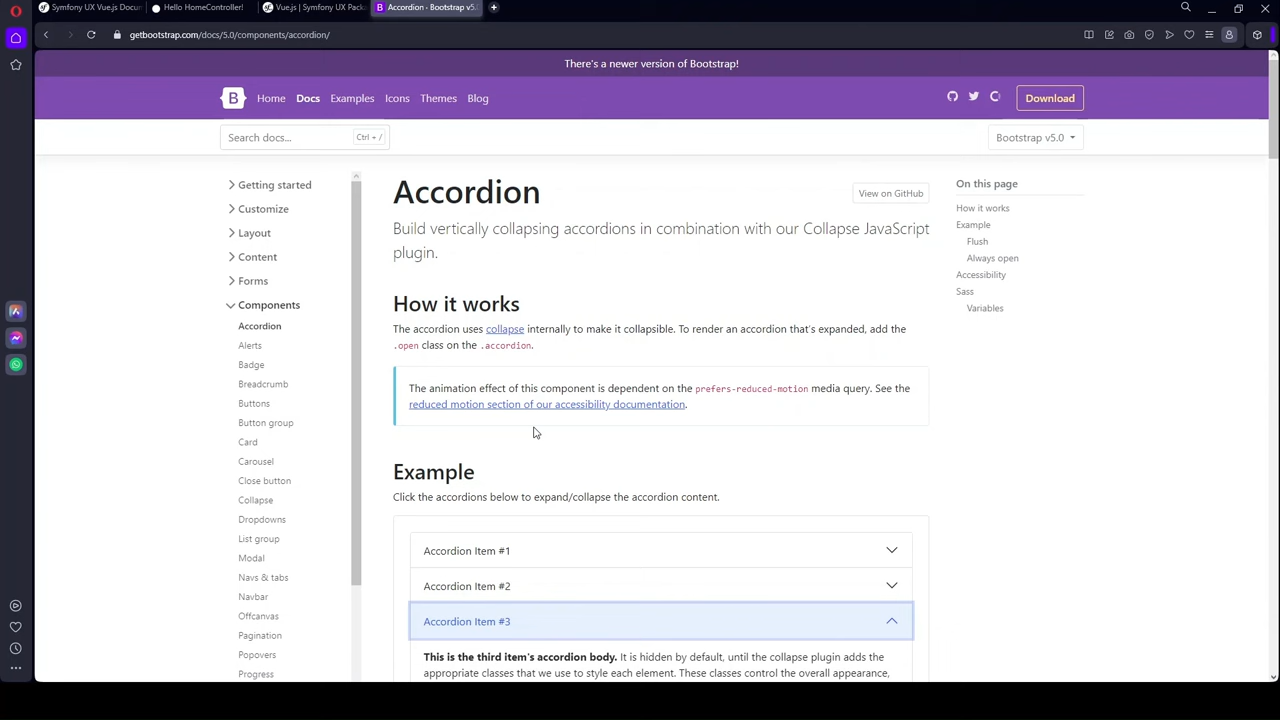 Symfony UX Vue.js Docum
Hello HomeController!
Vue.js | Symfony UX Pack
B Accordion - Bootstrap v5.
getbootstrap.com/docs/5.0/components/accordion/
There's a newer version of Bootstrap!
B
Home
Docs
Examples
Icons
Themes
Blog
Download
Search docs...
Ctrl + /
Bootstrap v5.0
Getting started
Customize
Layout
Content
Forms
Components
Accordion
Alerts
Badge
Breadcrumb
Buttons
Button group
Card
Carousel
Close button
Collapse
Dropdowns
List group
Modal
Navs & tabs
Navbar
Offcanvas
Pagination
Popovers
Progress
Accordion
View on GitHub
Build vertically collapsing accordions in combination with our Collapse JavaScript
plugin.
How it works
The accordion uses collapse internally to make it collapsible. To render an accordion that's expanded, add the
.open class on the .accordion.
The animation effect of this component is dependent on the prefers-reduced-motion media query. See the
reduced motion section of our accessibility documentation.
Example
Click the accordions below to expand/collapse the accordion content.
Accordion Item #1
Accordion Item #2
Accordion Item #3
This is the third item's accordion body. It is hidden by default, until the collapse plugin adds the
appropriate classes that we use to style each element. These classes control the overall appearance,
On this page
How it works
Example
Flush
Always open
Accessibility
Sass
Variables